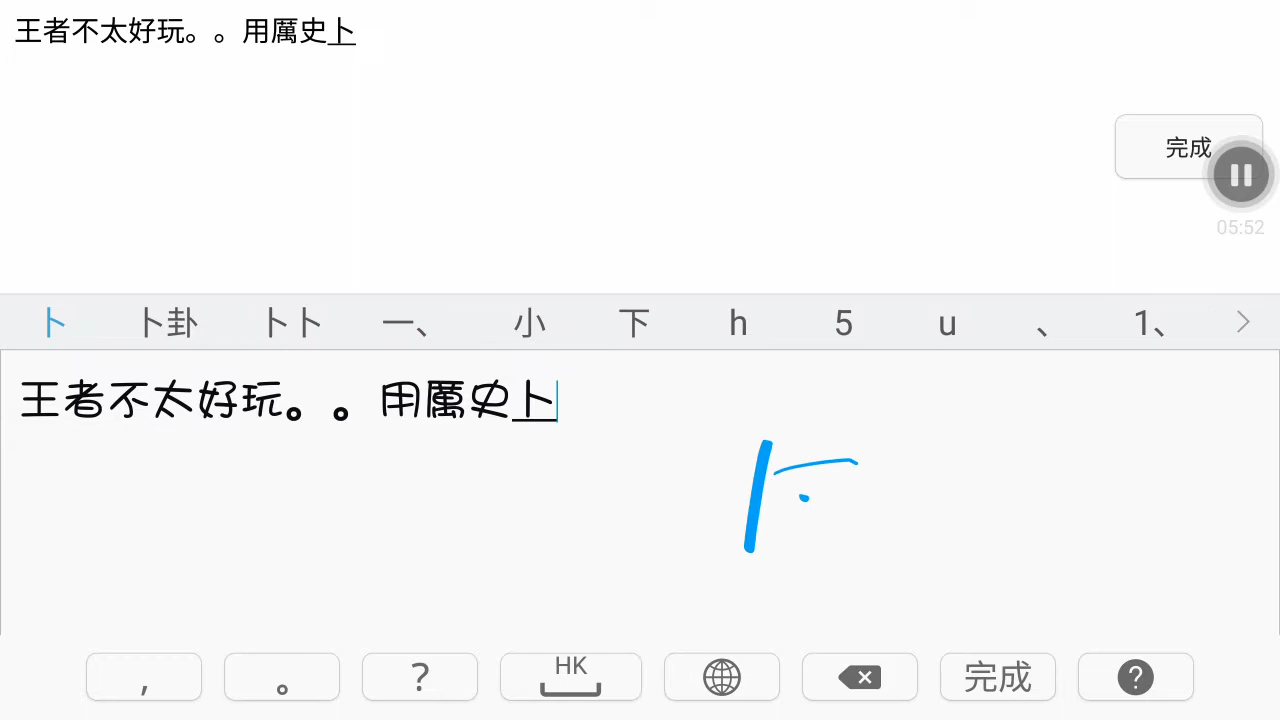 王者不太好玩。。用厲史卜
完成
05:52
卜 卜卦 卜卜 一、 小 下 h 5 u 、 1、
王者不太好玩。。用厲史卜
, 。 ? HK 完成 ?